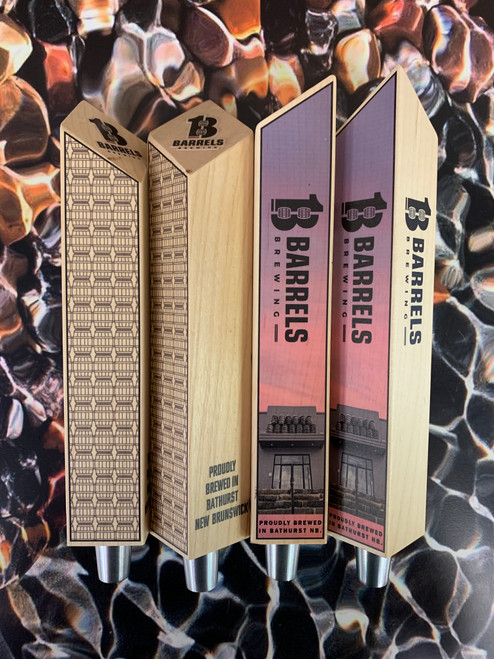 13
BARRELS
BREWING
13
BARRELS
BREWING
PROUDLY
BREWED IN
BATHURST
NEW BRUNSWICK
13
BARRELS
BREWING
PROUDLY BREWED
IN BATHURST NB.
13
BARRELS
BREWING
PROUDLY BREWED
IN BATHURST NB.
13
BARRELS
BREWING